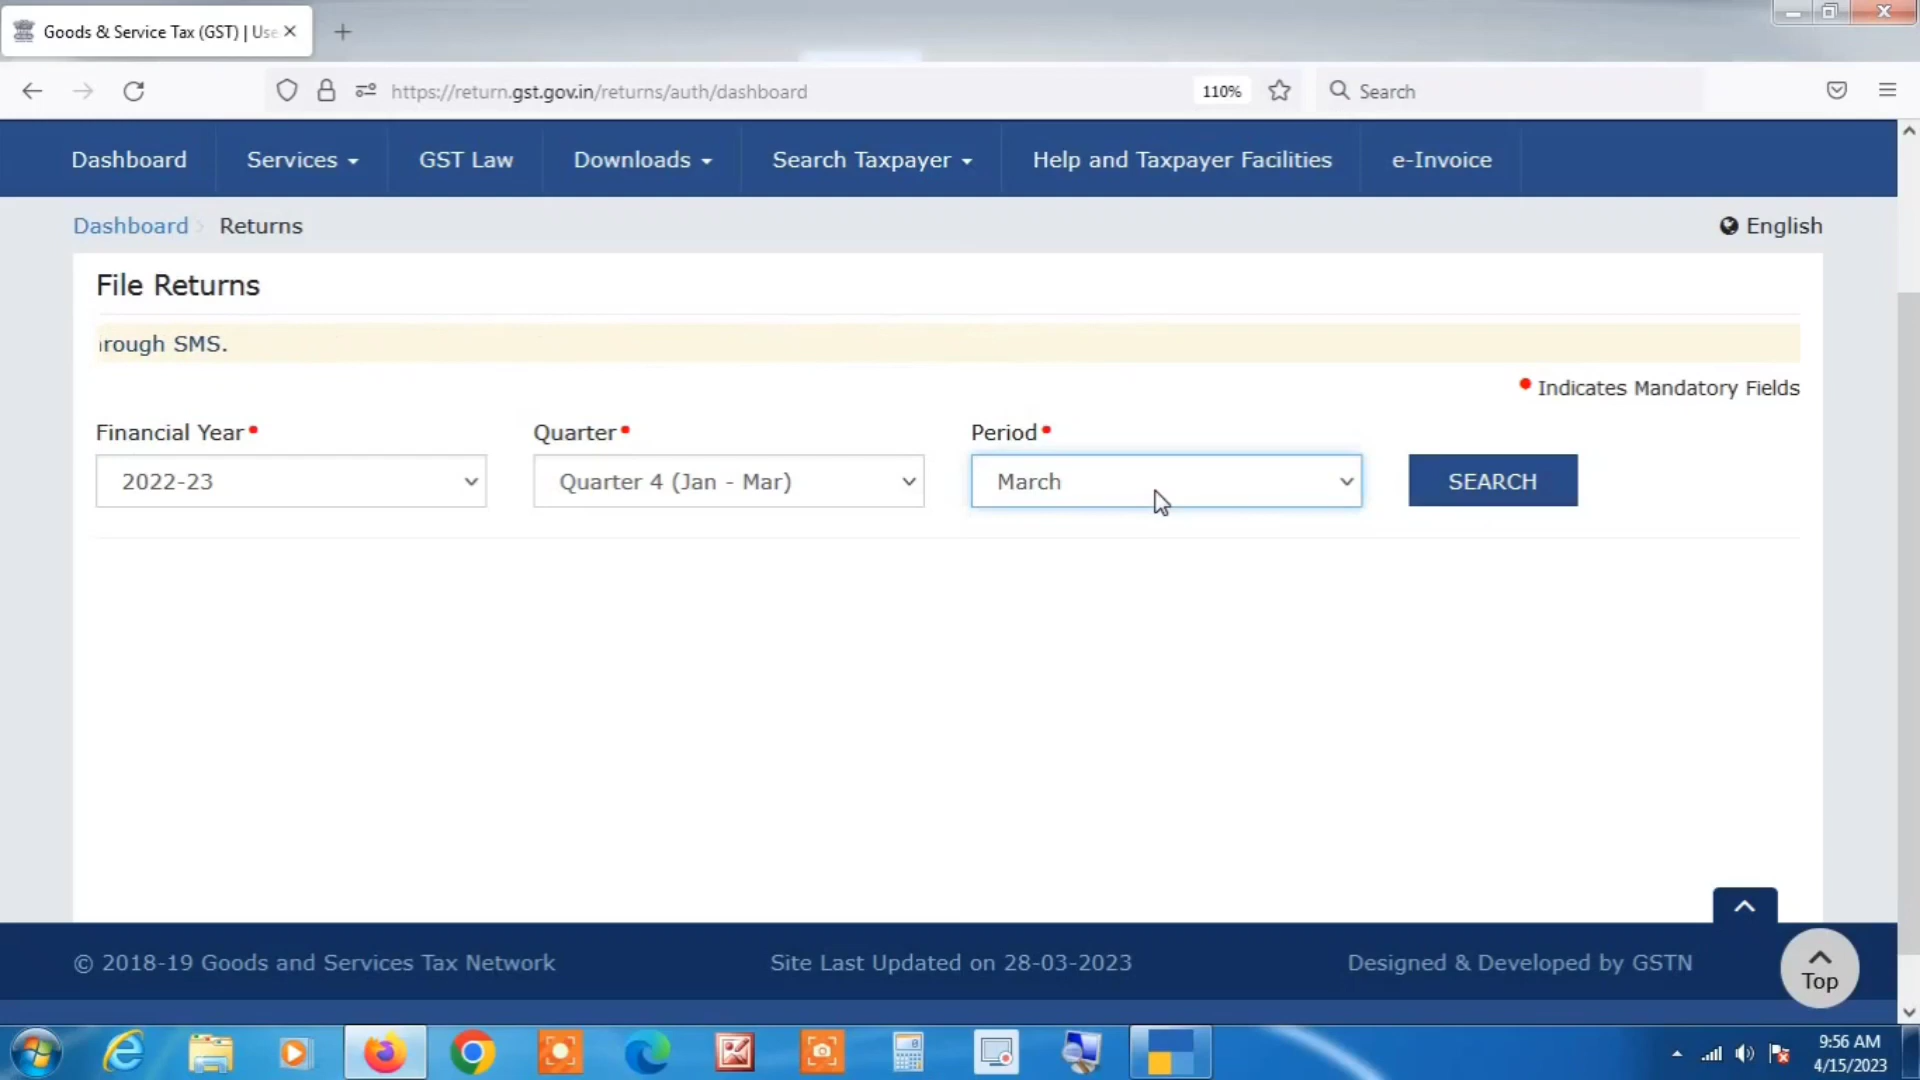 Goods & Service Tax (GST) | Use
https://return.gst.gov.in/returns/auth/dashboard
110%
Search
Dashboard
Services
GST Law
Downloads
Search Taxpayer
Help and Taxpayer Facilities
e-Invoice
Dashboard
Returns
English
File Returns
rough SMS.
Indicates Mandatory Fields
Financial Year
Quarter
Period
2022-23
Quarter 4 (Jan - Mar)
March
SEARCH
© 2018-19 Goods and Services Tax Network
Site Last Updated on 28-03-2023
Designed & Developed by GSTN
Top
9:56 AM
4/15/2023